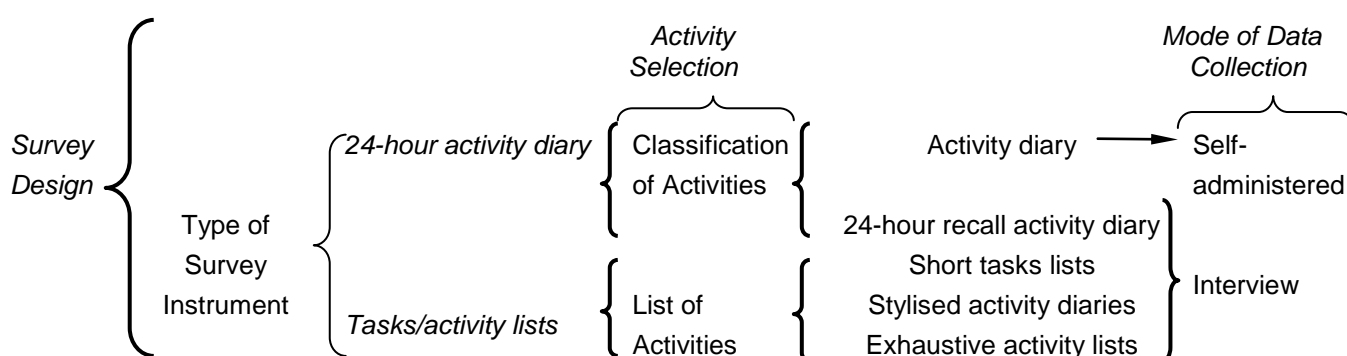 Activity
Selection
Mode of Data
Collection
Survey
Design
24-hour activity diary
Classification
of Activities
Activity diary
Self-
administered
Type of
Survey
Instrument
24-hour recall activity diary
Short tasks lists
Stylised activity diaries
Exhaustive activity lists
Interview
Tasks/activity lists
List of
Activities